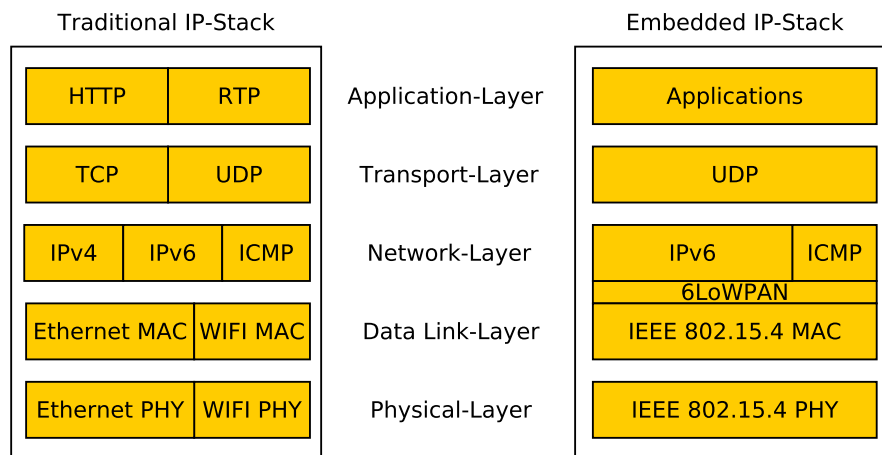 Traditional IP-Stack Embedded IP-Stack
HTTP RTP Application-Layer Applications
TCP UDP Transport-Layer UDP
IPv4 IPv6 ICMP Network-Layer IPv6 ICMP
6LoWPAN
Ethernet MAC WIFI MAC Data Link-Layer IEEE 802.15.4 MAC
Ethernet PHY WIFI PHY Physical-Layer IEEE 802.15.4 PHY